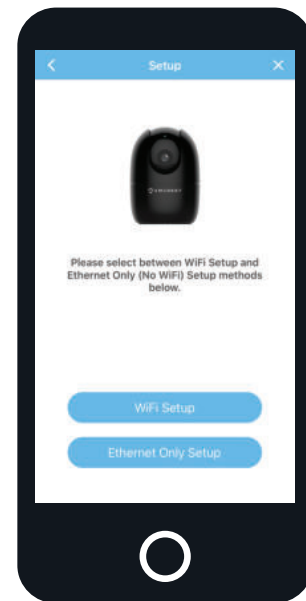 Setup
Please select between WiFi Setup and
Ethernet Only (No WiFi) Setup methods
below.
WiFi Setup
Ethernet Only Setup